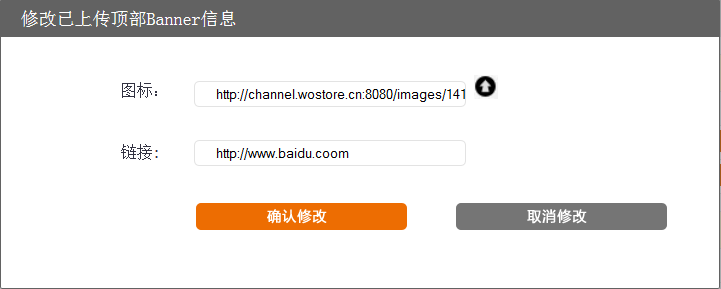 修改已上传顶部Banner信息
图标： http://channel.wostore.cn:8080/images/141
链接： http://www.baidu.coom
确认修改 取消修改